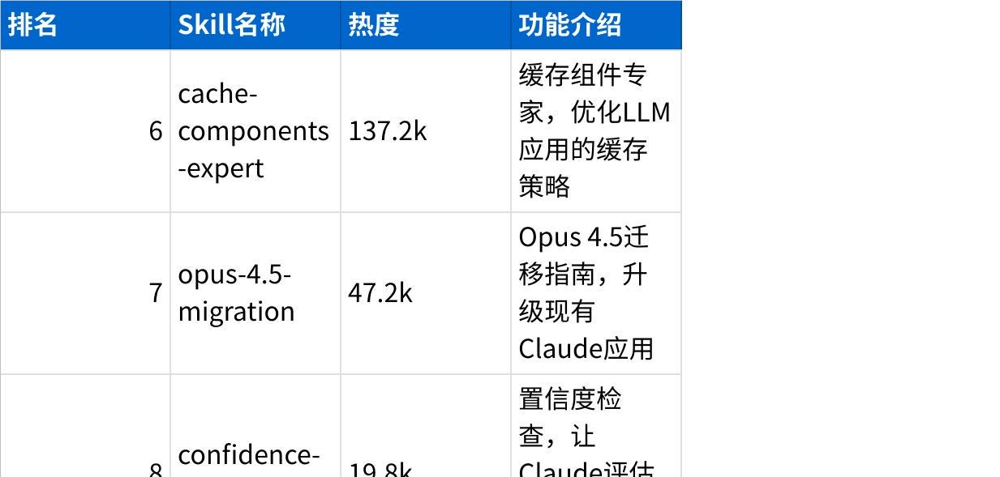 排名 Skill名称 热度 功能介绍
6
cache-
components
-expert
137.2k
缓存组件专
家，优化LLM
应用的缓存
策略
7
opus-4.5-
migration
47.2k
Opus 4.5迁
移指南，升
级现有
Claude应用
8
confidence-
19.8k
置信度检
查，让
Claude评估